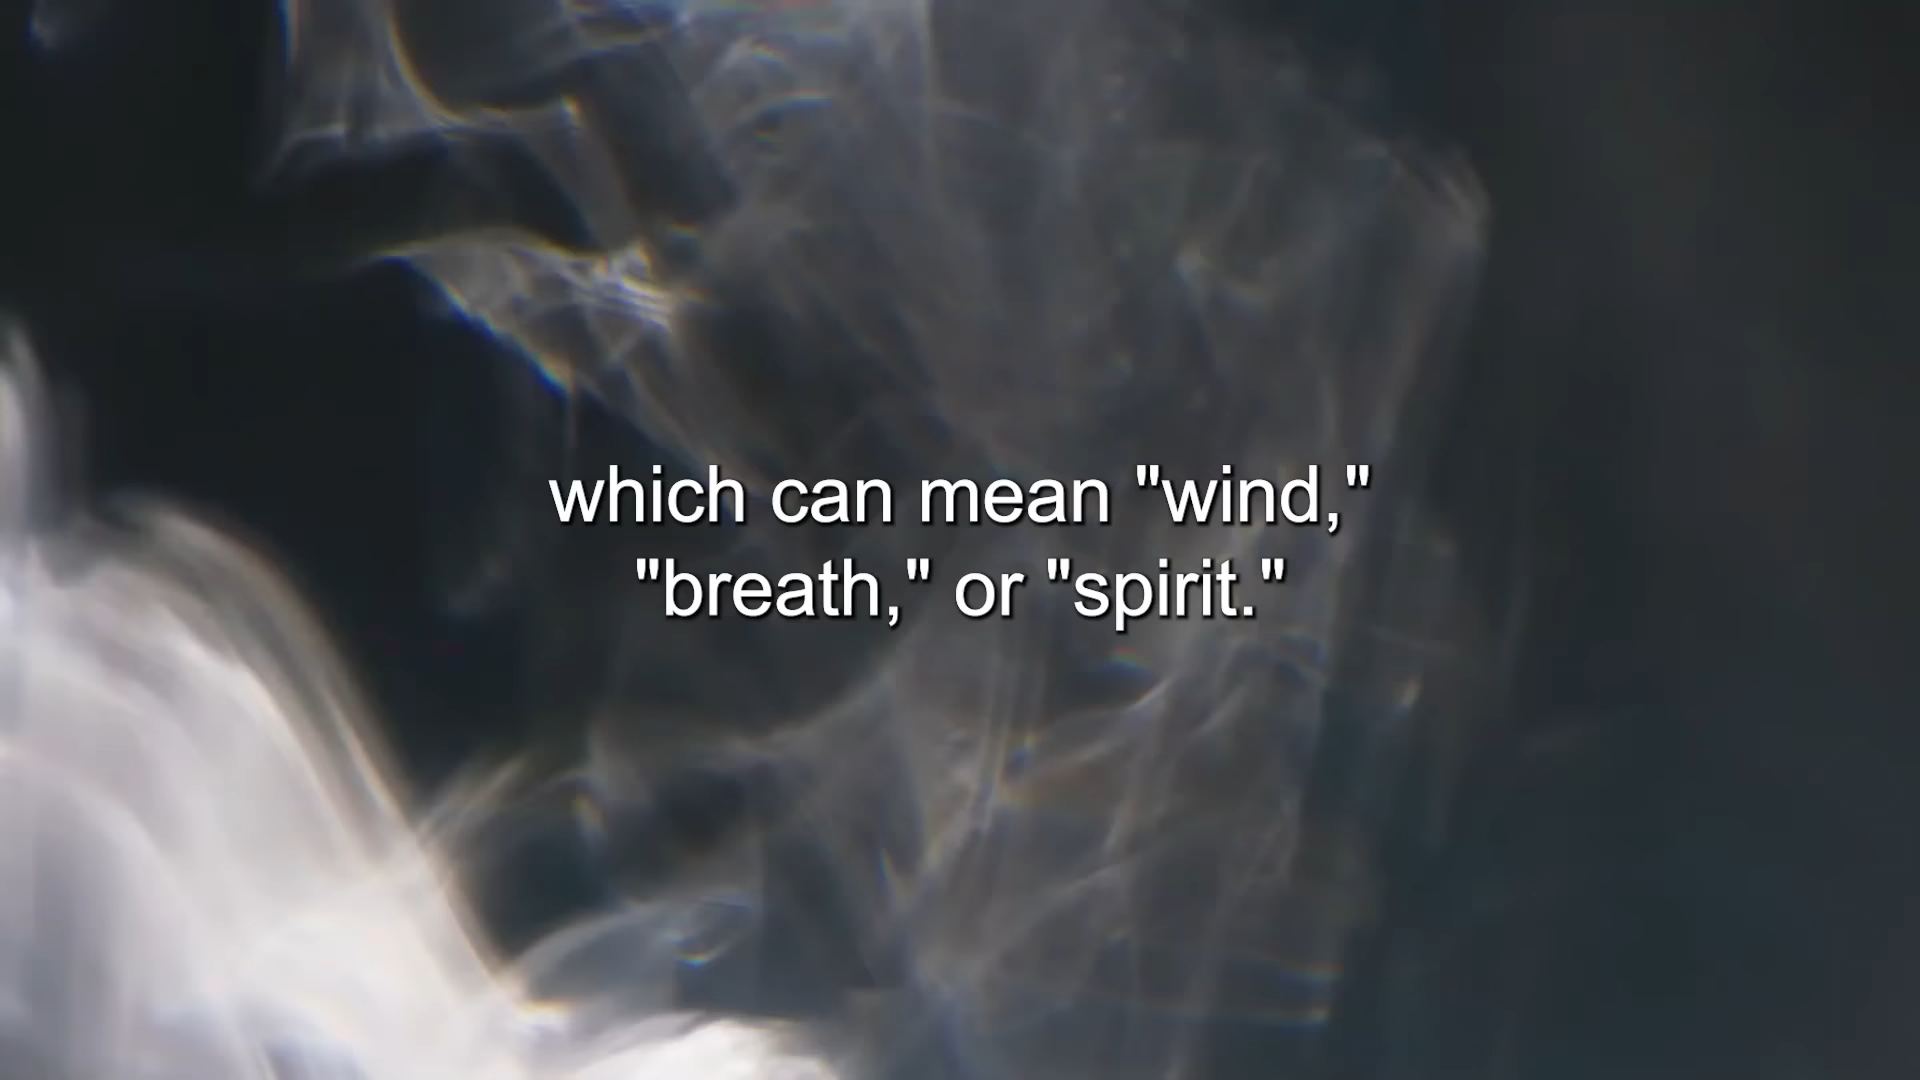 which can mean "wind,"
"breath," or "spirit."